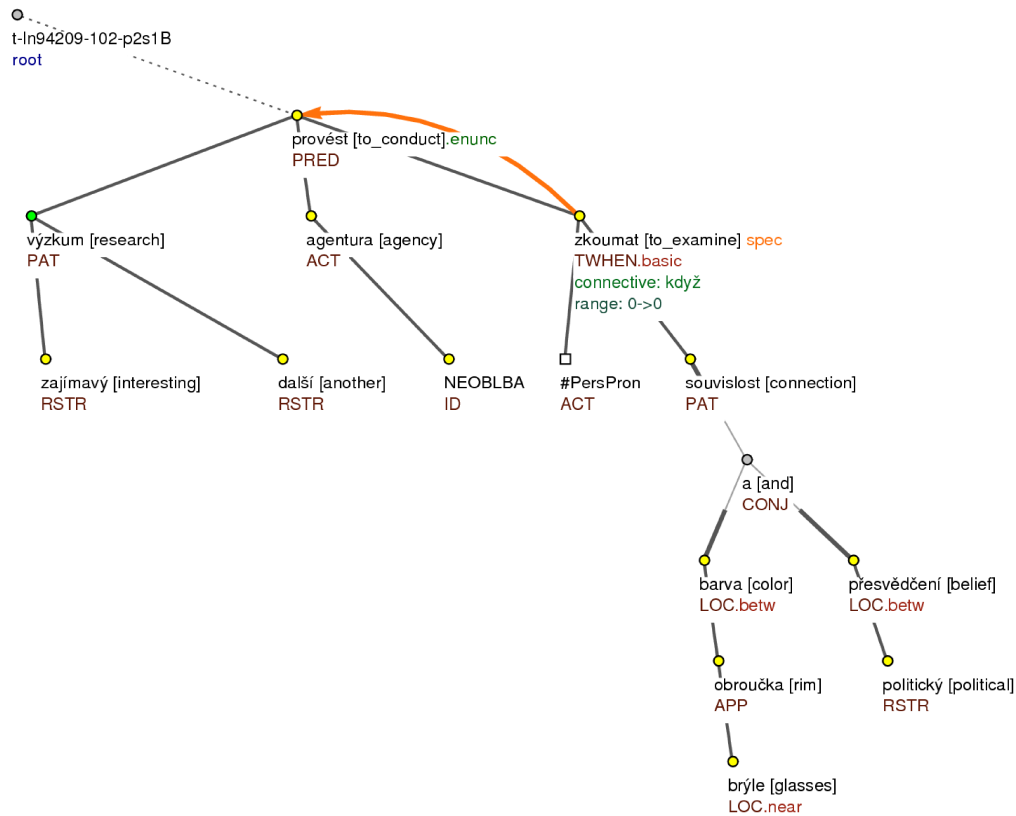 t-ln94209-102-p2s1B
root
provést [to_conduct].enunc
PRED
výzkum [research]
PAT
agentura [agency]
ACT
zkoumat [to_examine] spec
TWHEN.basic
connective: když
range: 0->0
zajímavý [interesting]
RSTR
další [another]
RSTR
NEOBLBA
ID
#PersPron
ACT
souvislost [connection]
PAT
a [and]
CONJ
barva [color]
LOC.betw
přesvědčení [belief]
LOC.betw
obroučka [rim]
APP
politický [political]
RSTR
brýle [glasses]
LOC.near